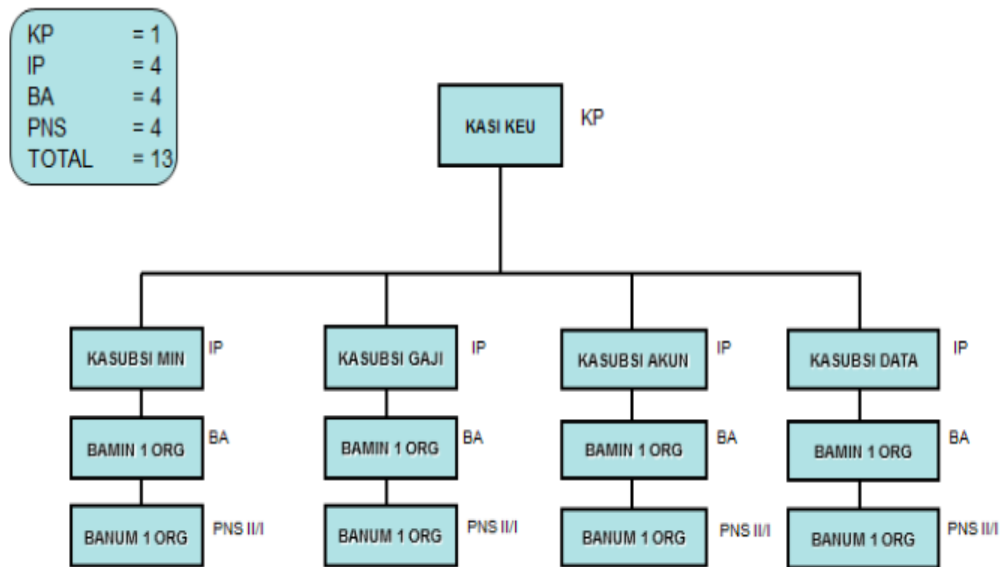 KP = 1
IP = 4
BA = 4
PNS = 4
TOTAL = 13
KASI KEU KP
KASUBSI MIN IP KASUBSI GAJI IP KASUBSI AKUN IP KASUBSI DATA IP
BAMIN 1 ORG BA BAMIN 1 ORG BA BAMIN 1 ORG BA BAMIN 1 ORG BA
BANUM 1 ORG PNS II/I BANUM 1 ORG PNS II/I BANUM 1 ORG PNS II/I BANUM 1 ORG PNS II/I